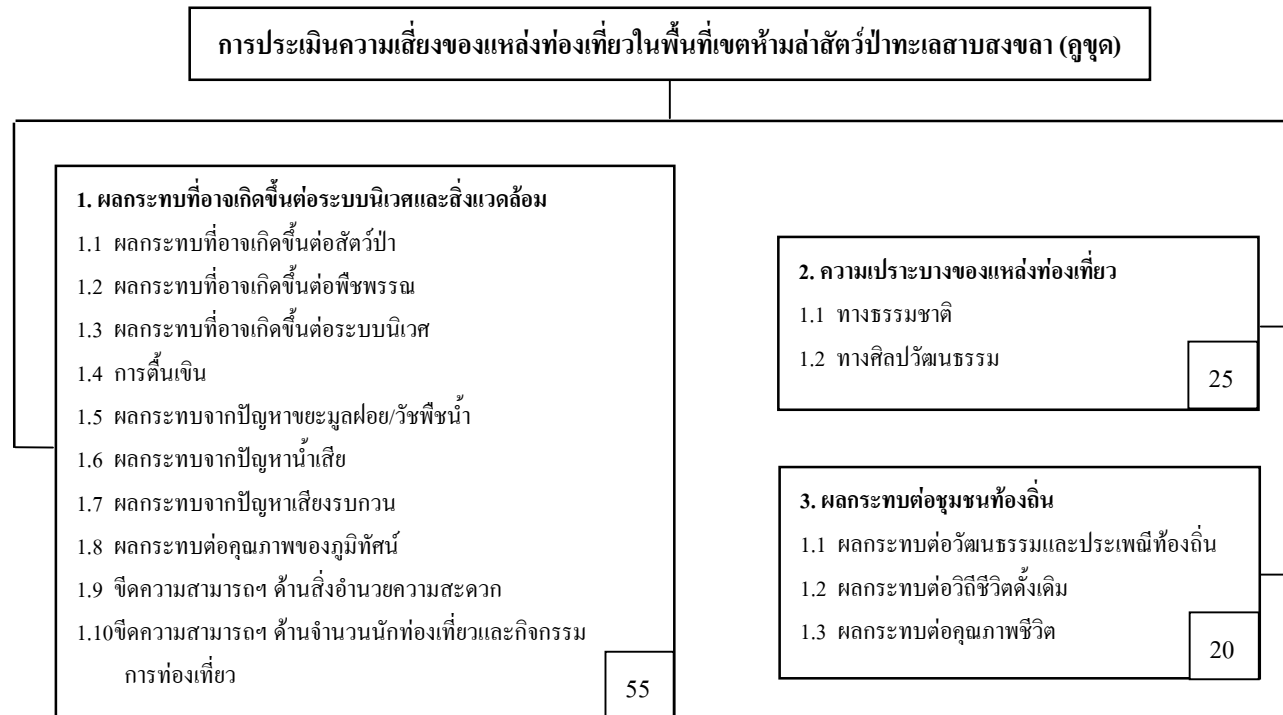 การประเมินความเสี่ยงของแหล่งท่องเที่ยวในพื้นที่เขตห้ามล่าสัตว์ป่าทะเลสาบสงขลา (คูขุด)
1. ผลกระทบที่อาจเกิดขึ้นต่อระบบนิเวศและสิ่งแวดล้อม
1.1 ผลกระทบที่อาจเกิดขึ้นต่อสัตว์ป่า
1.2 ผลกระทบที่อาจเกิดขึ้นต่อพืชพรรณ
1.3 ผลกระทบที่อาจเกิดขึ้นต่อระบบนิเวศ
1.4 การตื้นเขิน
1.5 ผลกระทบจากปัญหาขยะมูลฝอย/วัชพืชน้ำ
1.6 ผลกระทบจากปัญหาน้ำเสีย
1.7 ผลกระทบจากปัญหาเสียงรบกวน
1.8 ผลกระทบต่อคุณภาพของภูมิทัศน์
1.9 ขีดความสามารถฯ ด้านสิ่งอำนวยความสะดวก
1.10ขีดความสามารถฯ ด้านจำนวนนักท่องเที่ยวและกิจกรรม
การท่องเที่ยว
55
2. ความเปราะบางของแหล่งท่องเที่ยว
1.1 ทางธรรมชาติ
1.2 ทางศิลปวัฒนธรรม
25
3. ผลกระทบต่อชุมชนท้องถิ่น
1.1 ผลกระทบต่อวัฒนธรรมและประเพณีท้องถิ่น
1.2 ผลกระทบต่อวิถีชีวิตดั้งเดิม
1.3 ผลกระทบต่อคุณภาพชีวิต
20